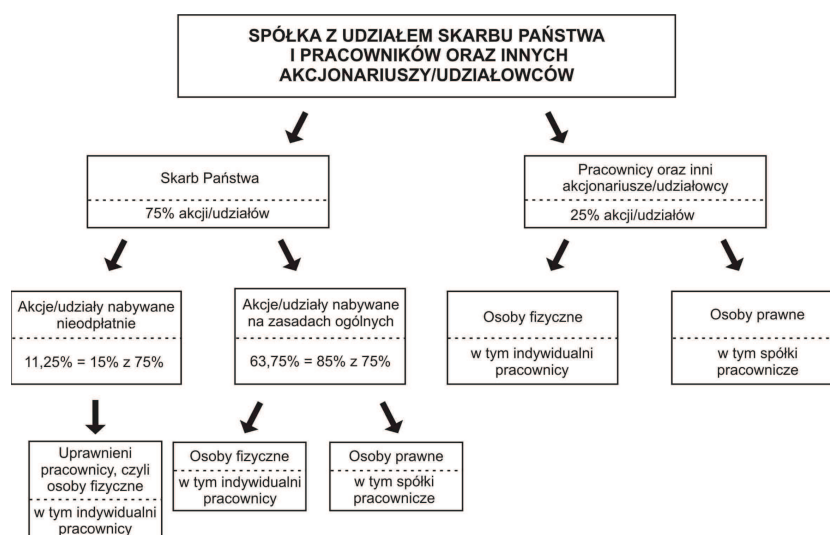 SPÓŁKA Z UDZIAŁEM SKARBU PAŃSTWA
I PRACOWNIKÓW ORAZ INNYCH
AKCJONARIUSZY/UDZIAŁOWCÓW
Skarb Państwa
75% akcji/udziałów
Pracownicy oraz inni
akcjonariusze/udziałowcy
25% akcji/udziałów
Akcje/udziały nabywane
nieodpłatnie
11,25% = 15% z 75%
Akcje/udziały nabywane
na zasadach ogólnych
63,75% = 85% z 75%
Osoby fizyczne
w tym indywidualni
pracownicy
Osoby prawne
w tym spółki
pracownicze
Uprawnieni
pracownicy, czyli
osoby fizyczne
w tym indywidualni
pracownicy
Osoby fizyczne
w tym indywidualni
pracownicy
Osoby prawne
w tym spółki
pracownicze